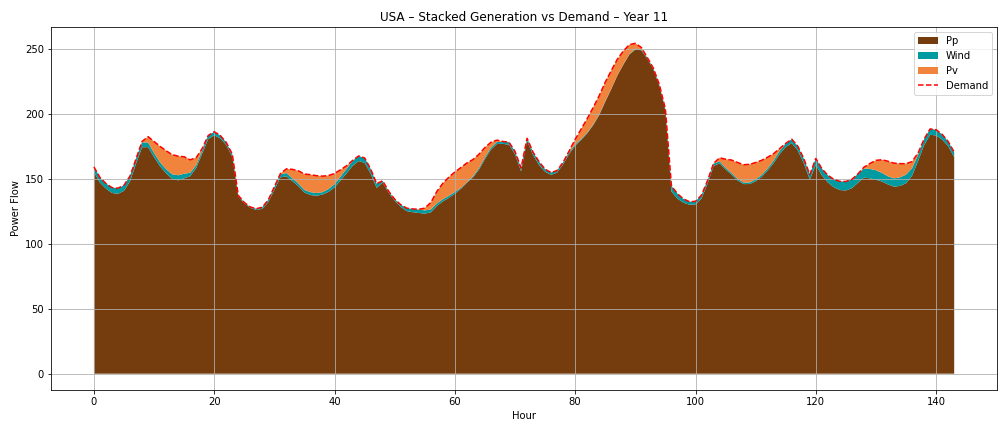 USA – Stacked Generation vs Demand – Year 11
Pp
Wind
Pv
Demand
250
200
150
100
50
0
Power Flow
0 20 40 60 80 100 120 140
Hour